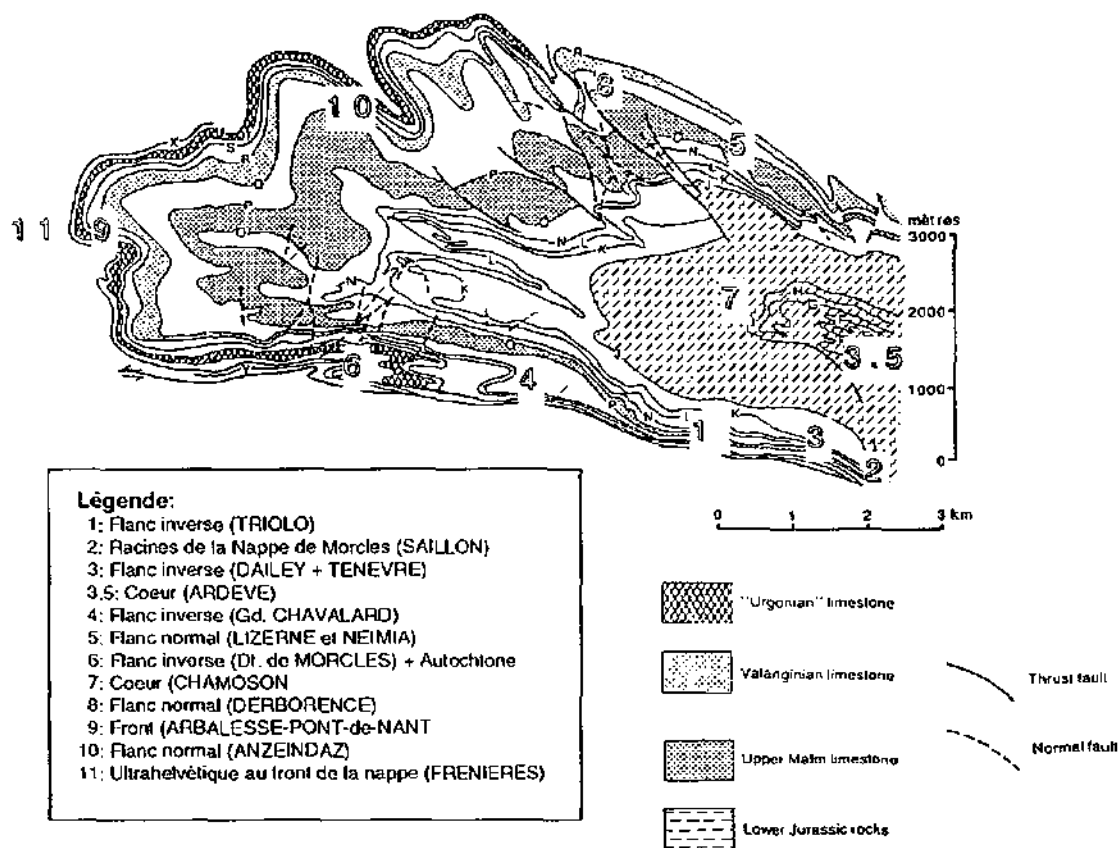 10
8
5
11
9
mètres
3000
7
2000
3.5
6
4
1000
1
3
2
0
Légende:
1: Flanc inverse (TRIOLO)
2: Racines de la Nappe de Morcles (SAILLON)
3: Flanc inverse (DAILEY + TENEVRE)
3,5: Coeur (ARDEVE)
4: Flanc inverse (Gd. CHAVALARD)
5: Flanc normal (LIZERNE et NEIMIA)
6: Flanc inverse (Dt. de MORCLES) + Autochtone
7: Coeur (CHAMOSON
8: Flanc normal (DERBORENCE)
9: Front (ARBALESSE-PONT-de-NANT
10: Flanc normal (ANZEINDAZ)
11: Ultrahelvétique au front de la nappe (FRENIERES)
0 1 2 3 km
"Urgonian" limestone
Valanginian limestone
Thrust fault
Upper Malm limestone
Normal fault
Lower Jurassic rocks